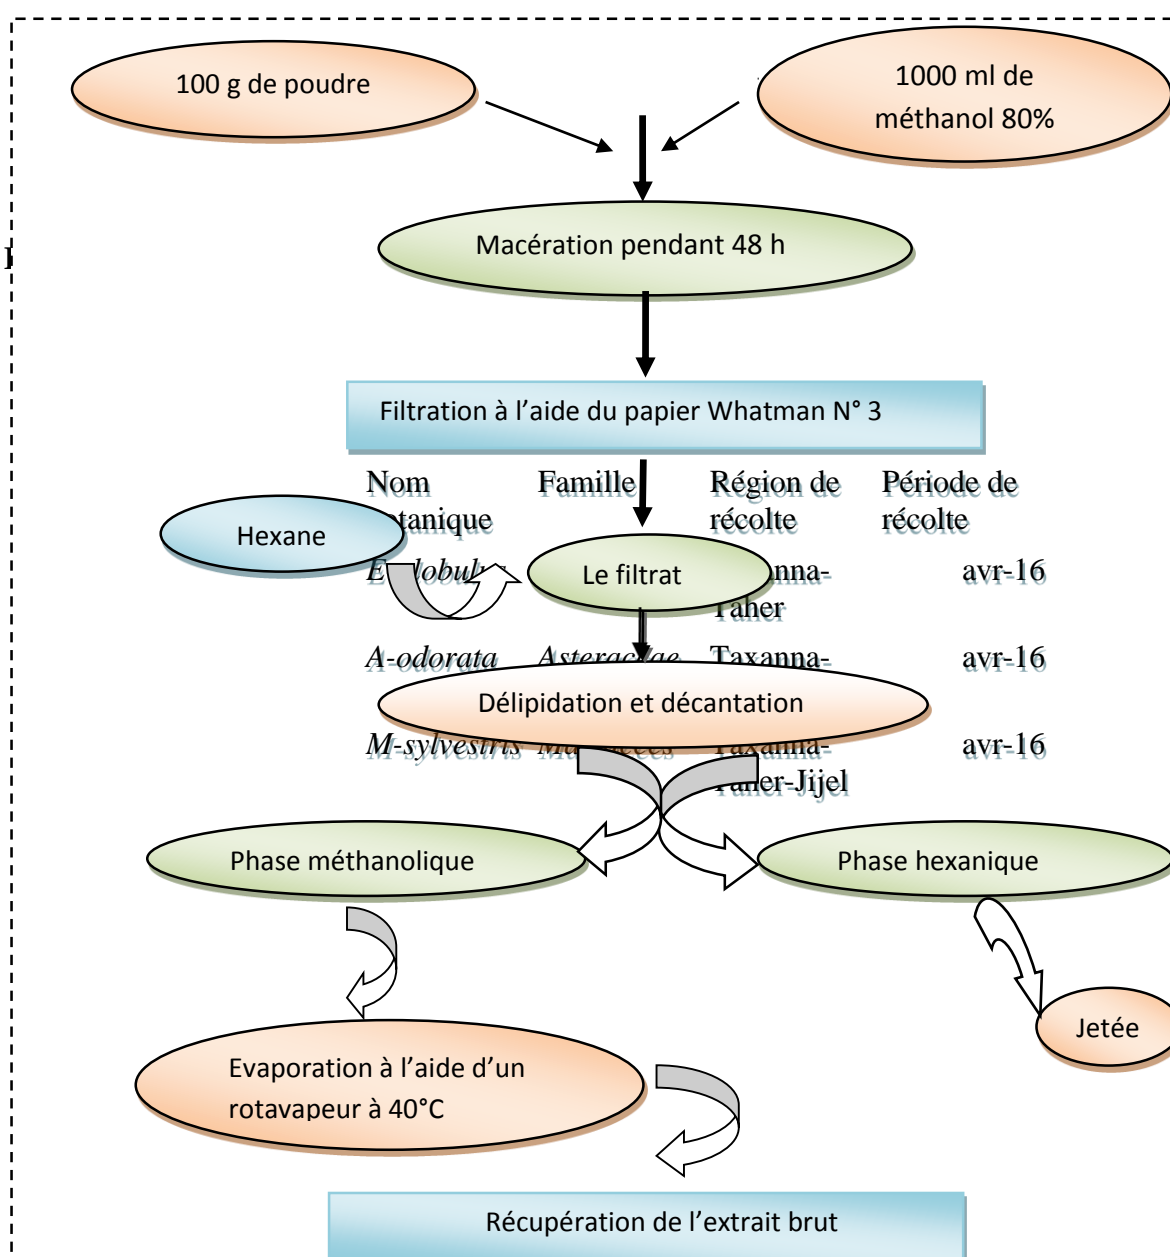 100 g de poudre
1000 ml de
méthanol 80%
Macération pendant 48 h
I
Filtration à l’aide du papier Whatman N° 3
Nom
Famille
Région de
Période de
récolte
récolte
Hexane
Le filtrat
avr-16
A-odorata
Taxanna-
avr-16
Délipidation et décantation
M-sylvestris
avr-16
Phase méthanolique
Phase hexanique
Jetée
Evaporation à l’aide d’un
rotavapeur à 40°C
Récupération de l’extrait brut